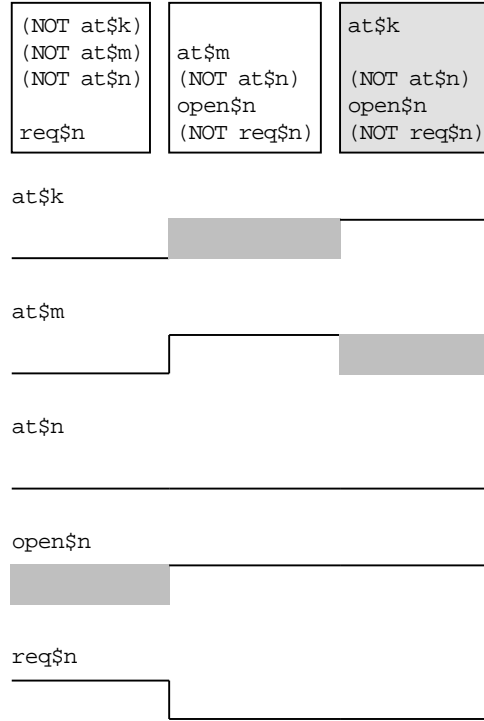 (NOT at$k)
(NOT at$m)
(NOT at$n)
req$n
at$m
(NOT at$n)
open$n
(NOT req$n)
at$k
(NOT at$n)
open$n
(NOT req$n)
at$k
at$m
at$n
open$n
req$n